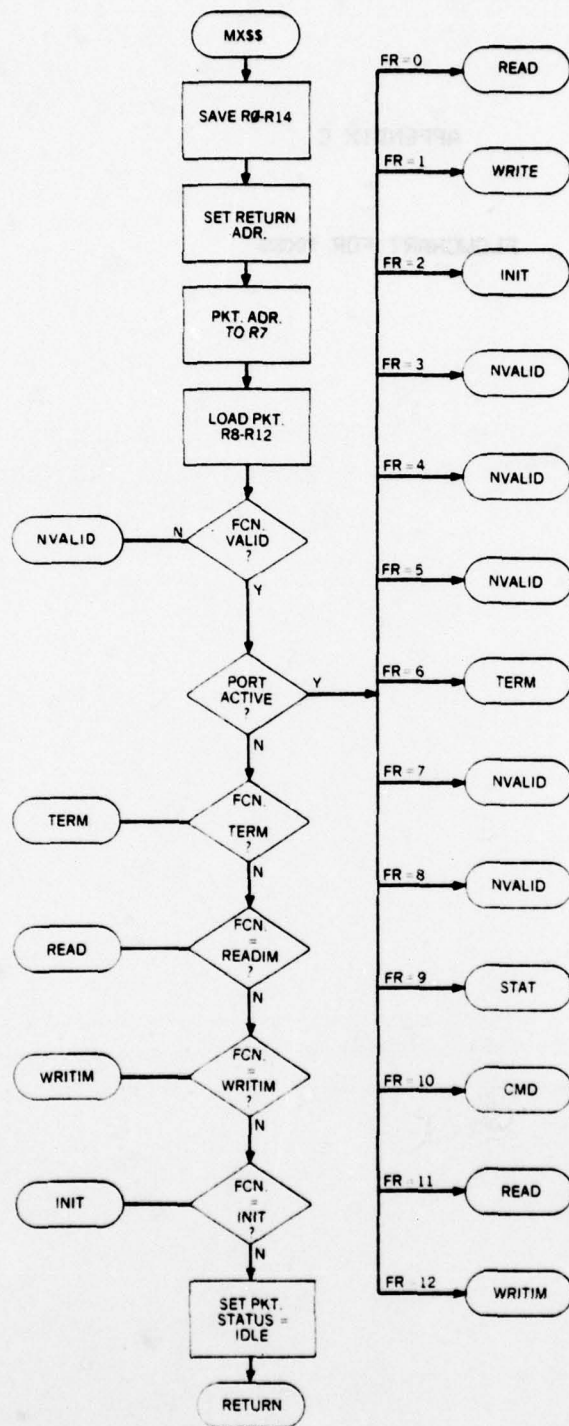 MX$$
SAVE RØ-R14
SET RETURN
ADR.
PKT. ADR.
TO R7
LOAD PKT.
R8-R12
FCN.
VALID
?
N
NVALID
Y
PORT
ACTIVE
?
Y
N
FCN.
TERM
?
TERM
N
FCN.
=
READIM
?
READ
N
FCN.
=
WRITIM
?
WRITIM
N
FCN.
=
INIT
?
INIT
N
SET PKT.
STATUS =
IDLE
RETURN
FR=0
READ
FR=1
WRITE
FR=2
INIT
FR=3
NVALID
FR=4
NVALID
FR=5
NVALID
FR=6
TERM
FR=7
NVALID
FR=8
NVALID
FR=9
STAT
FR=10
CMD
FR=11
READ
FR=12
WRITIM
APPENDIX C
FLOWCHART FOR